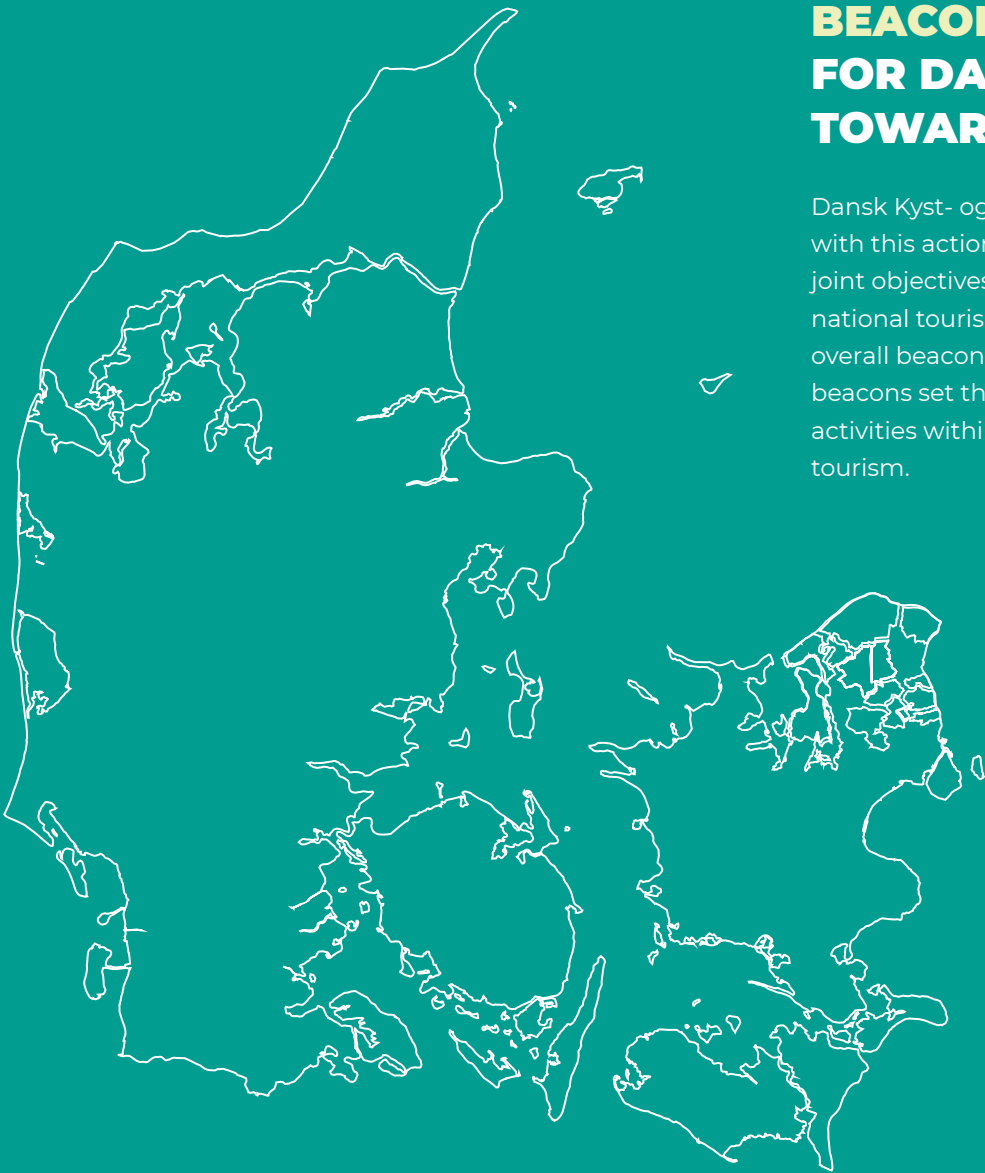 BEACON
FOR DA
TOWAR
Dansk Kyst- og
with this action
joint objectives
national touris
overall beacon
beacons set th
activities withi
tourism.